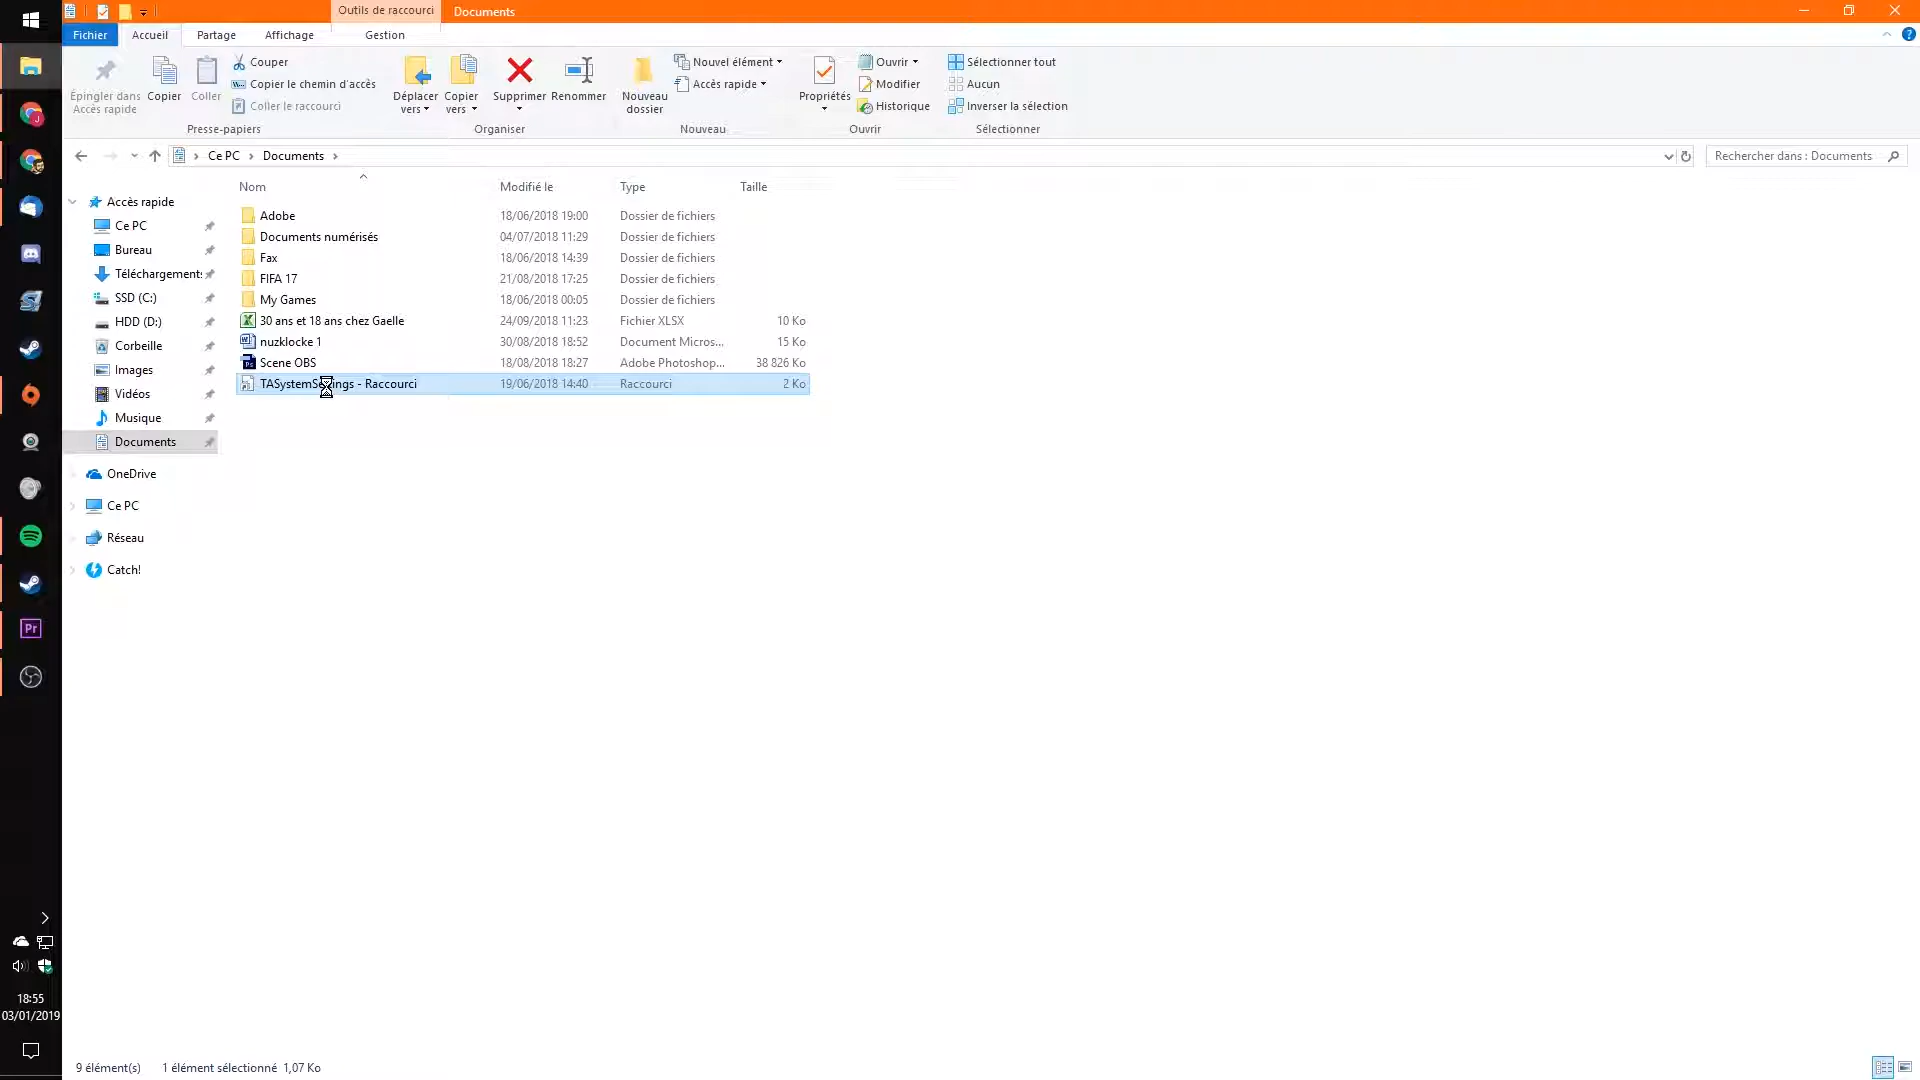 Outils de raccourci Documents
Fichier Accueil Partage Affichage Gestion
Épingler dans Accès rapide
Copier
Coller
Couper
Copier le chemin d'accès
Coller le raccourci
Presse-papiers
Déplacer vers
Copier vers
Supprimer
Renommer
Organiser
Nouveau dossier
Nouvel élément
Accès rapide
Nouveau
Propriétés
Ouvrir
Modifier
Historique
Ouvrir
Sélectionner tout
Aucun
Inverser la sélection
Sélectionner
Ce PC Documents
Rechercher dans : Documents
Accès rapide
Ce PC
Bureau
Téléchargement
SSD (C:)
HDD (D:)
Corbeille
Images
Vidéos
Musique
Documents
OneDrive
Ce PC
Réseau
Catch!
Nom Modifié le Type Taille
Adobe 18/06/2018 19:00 Dossier de fichiers
Documents numérisés 04/07/2018 11:29 Dossier de fichiers
Fax 18/06/2018 14:39 Dossier de fichiers
FIFA 17 21/08/2018 17:25 Dossier de fichiers
My Games 18/06/2018 00:05 Dossier de fichiers
30 ans et 18 ans chez Gaelle 24/09/2018 11:23 Fichier XLSX 10 Ko
nuzklocke 1 30/08/2018 18:52 Document Micros... 15 Ko
Scene OBS 18/08/2018 18:27 Adobe Photoshop... 38 826 Ko
TASystemSettings - Raccourci 19/06/2018 14:40 Raccourci 2 Ko
Pr
18:55
03/01/2019
9 élément(s) 1 élément sélectionné 1,07 Ko